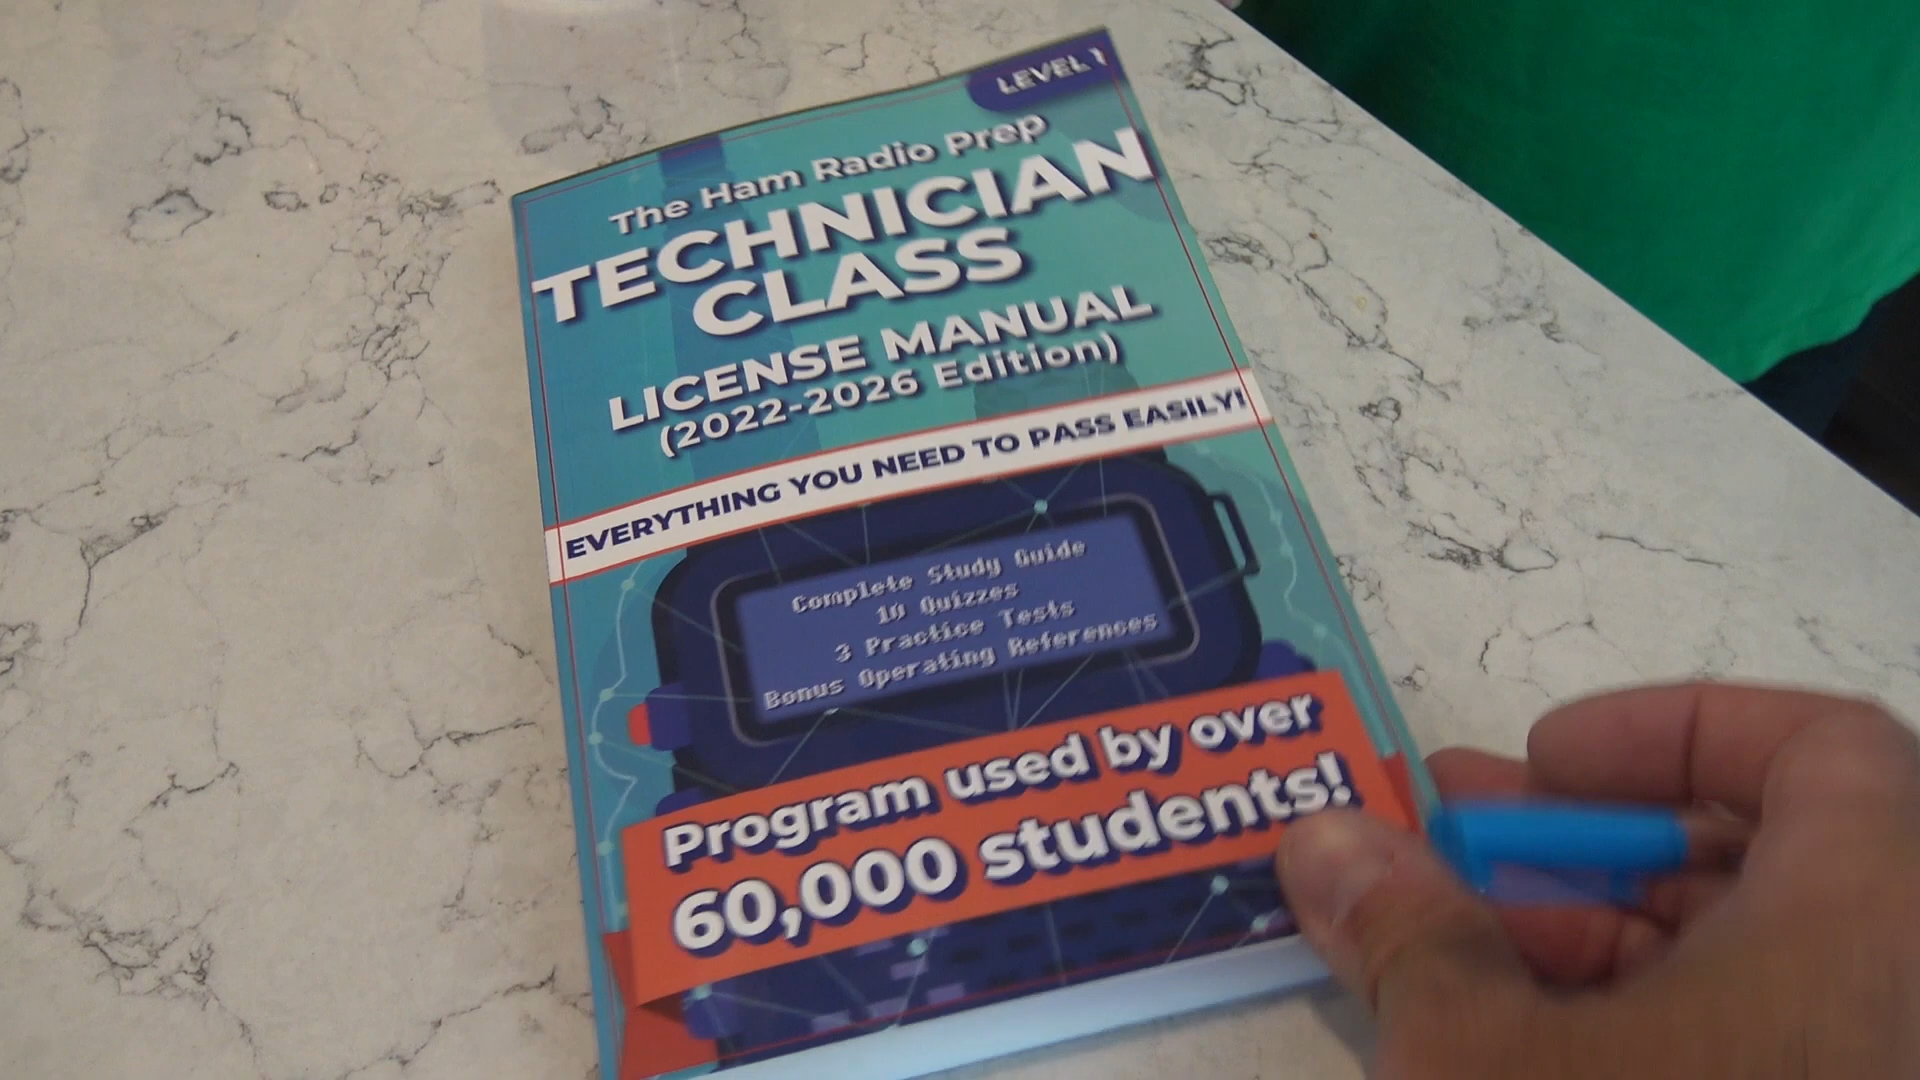 LEVEL 1
The Ham Radio Prep
TECHNICIAN
CLASS
LICENSE MANUAL
(2022-2026 Edition)
EVERYTHING YOU NEED TO PASS EASILY!
Complete Study Guide
10 Quizzes
3 Practice Tests
Bonus Operating References
Program used by over
60,000 students!